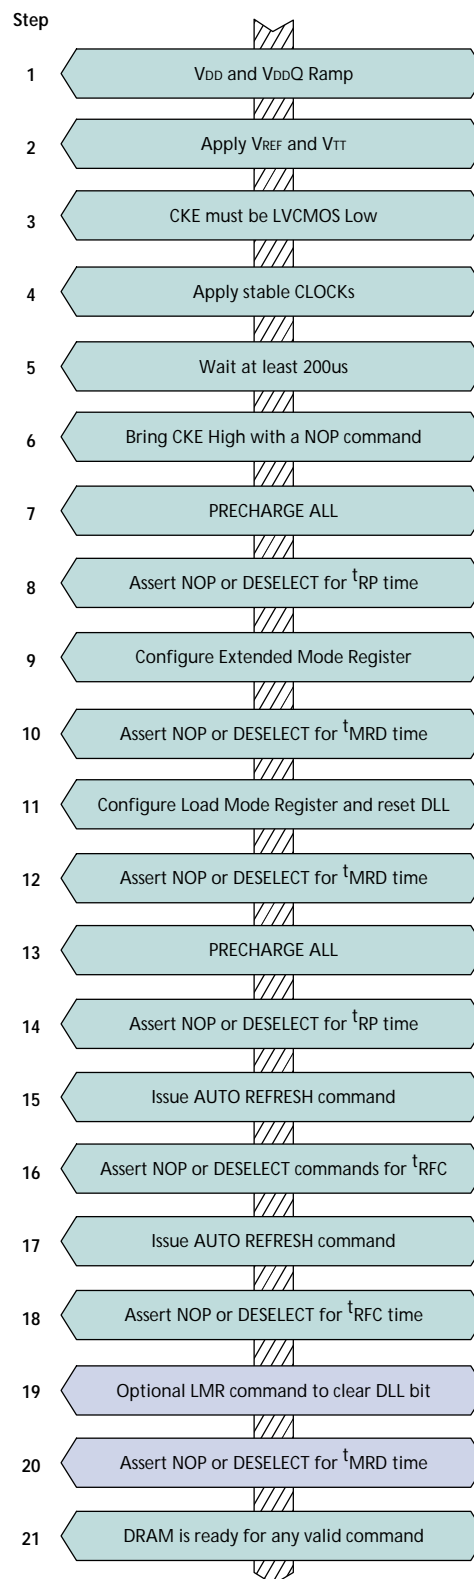 Step
1 VDD and VDDQ Ramp
2 Apply VREF and VTT
3 CKE must be LVCMOS Low
4 Apply stable CLOCKs
5 Wait at least 200us
6 Bring CKE High with a NOP command
7 PRECHARGE ALL
8 Assert NOP or DESELECT for tRP time
9 Configure Extended Mode Register
10 Assert NOP or DESELECT for tMRD time
11 Configure Load Mode Register and reset DLL
12 Assert NOP or DESELECT for tMRD time
13 PRECHARGE ALL
14 Assert NOP or DESELECT for tRP time
15 Issue AUTO REFRESH command
16 Assert NOP or DESELECT commands for tRFC
17 Issue AUTO REFRESH command
18 Assert NOP or DESELECT for tRFC time
19 Optional LMR command to clear DLL bit
20 Assert NOP or DESELECT for tMRD time
21 DRAM is ready for any valid command